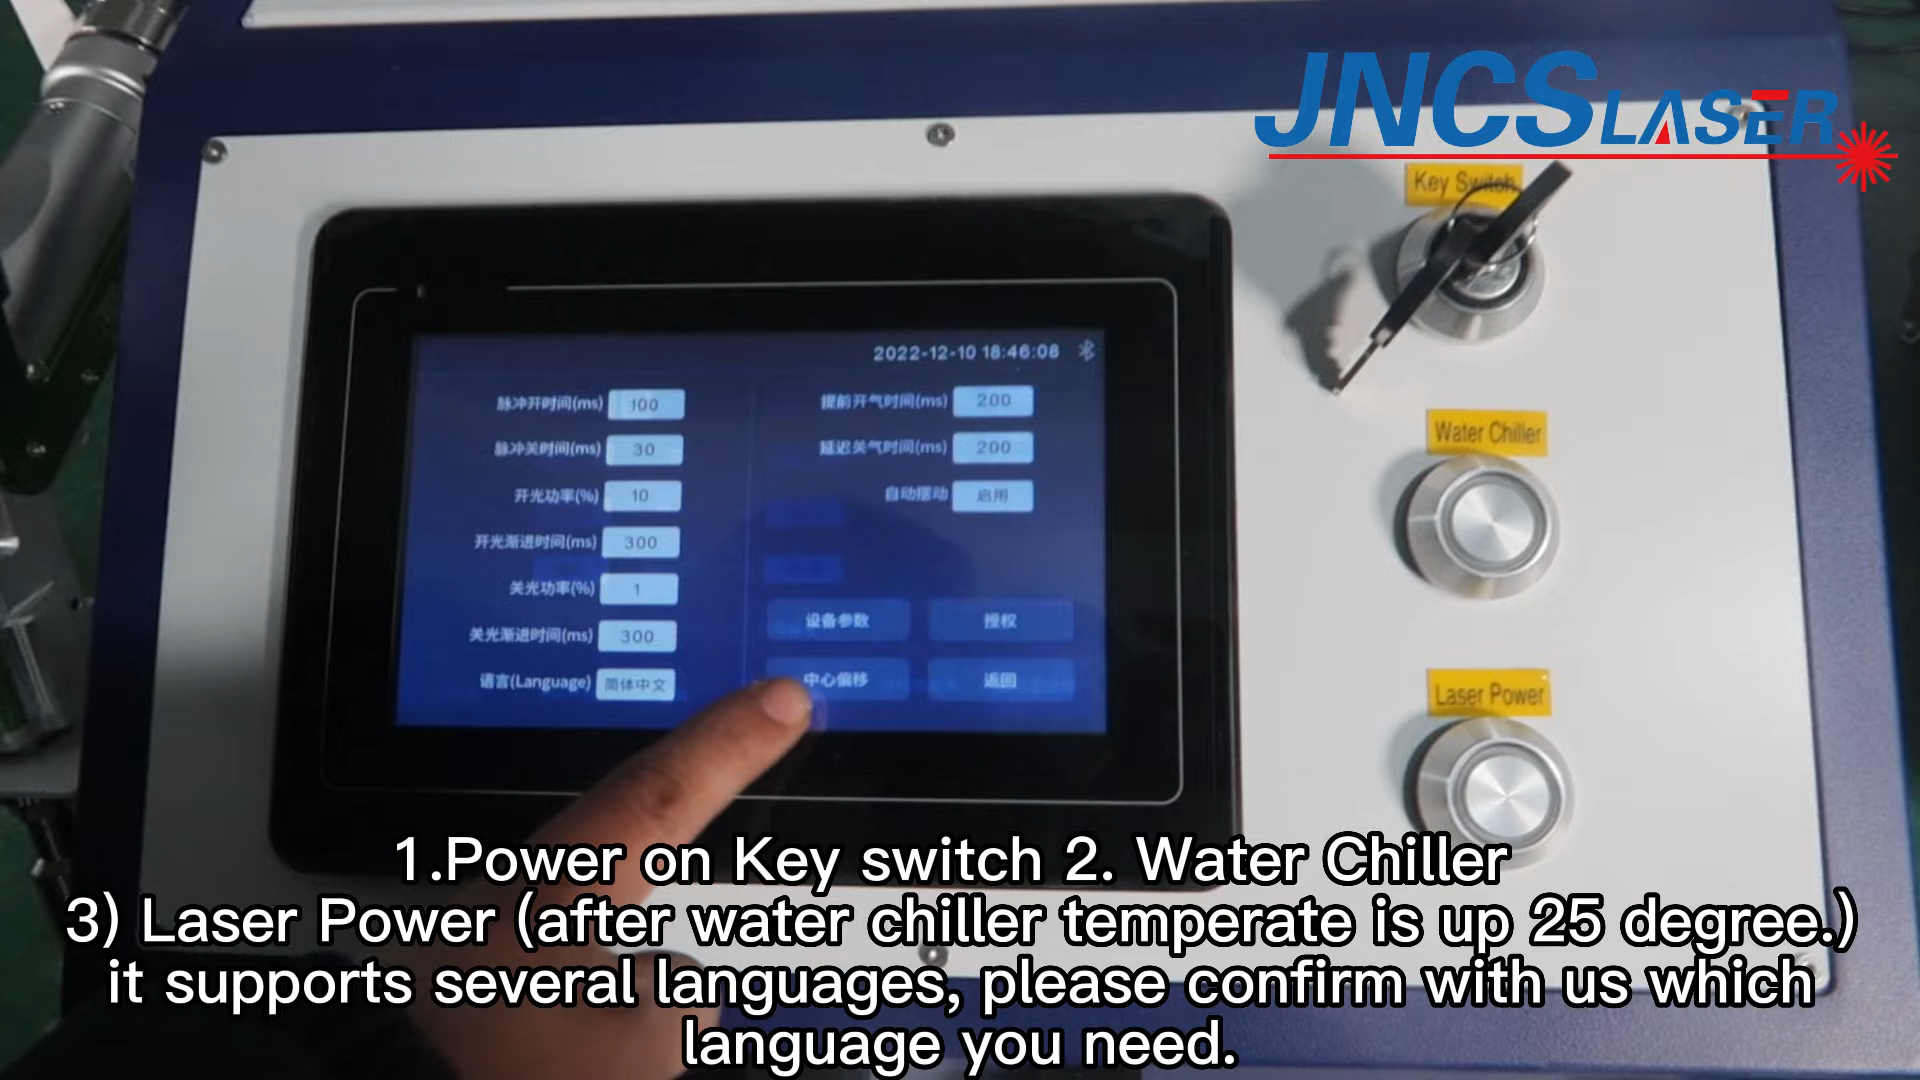 JNCSLASER
Key Switch
2022-12-10 18:46:08
脉冲开时间(ms) 100
提前开气时间(ms) 200
脉冲关时间(ms) 30
延迟关气时间(ms) 200
开光功率(%) 10
自动摆动 启用
开光渐进时间(ms) 300
关光功率(%) 1
关光渐进时间(ms) 300
设备参数 授权
语言(Language) 简体中文
中心偏移 返回
Water Chiller
Laser Power
1.Power on Key switch 2. Water Chiller
3) Laser Power (after water chiller temperate is up 25 degree.)
it supports several languages, please confirm with us which
language you need.